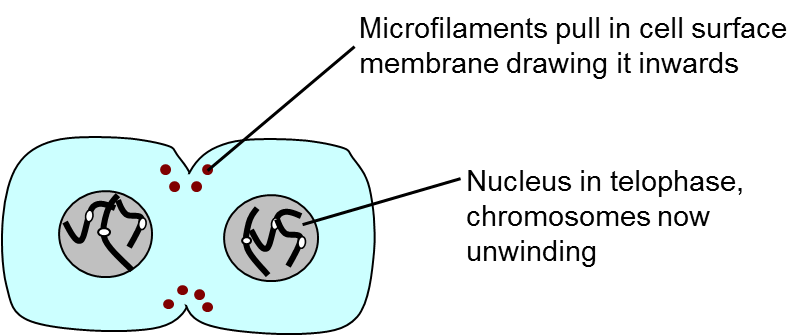 Microfilaments pull in cell surface
membrane drawing it inwards
Nucleus in telophase,
chromosomes now
unwinding